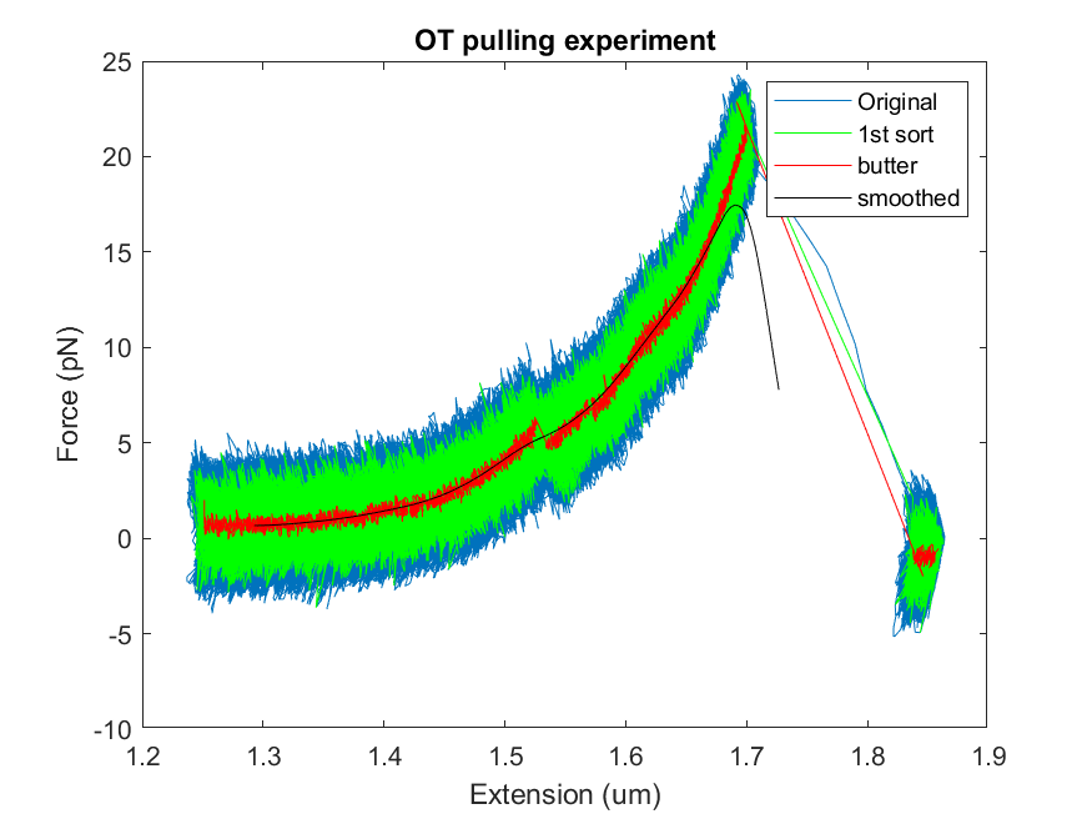 OT pulling experiment
25
20
15
10
5
0
-5
-10
Force (pN)
Original
1st sort
butter
smoothed
1.2 1.3 1.4 1.5 1.6 1.7 1.8 1.9
Extension (um)